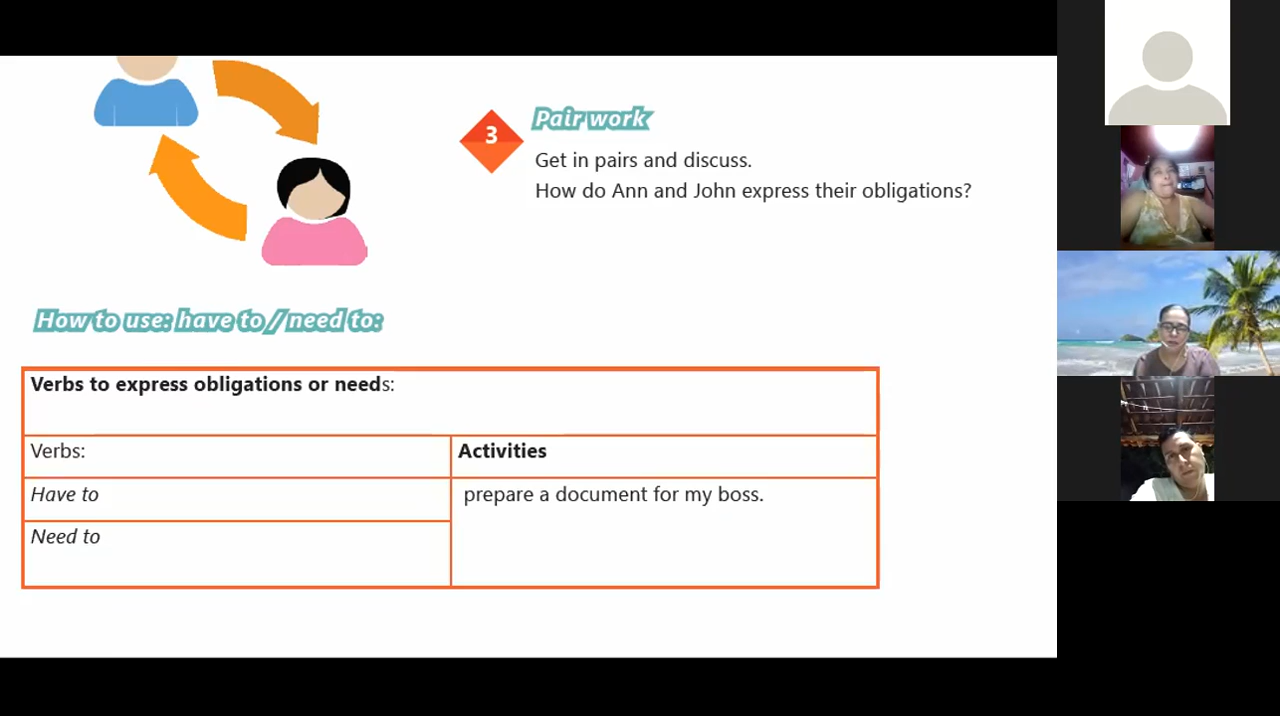 3
Pair work
Get in pairs and discuss.
How do Ann and John express their obligations?
How to use: have to / need to:
Verbs to express obligations or needs:
Verbs:
Activities
Have to
prepare a document for my boss.
Need to